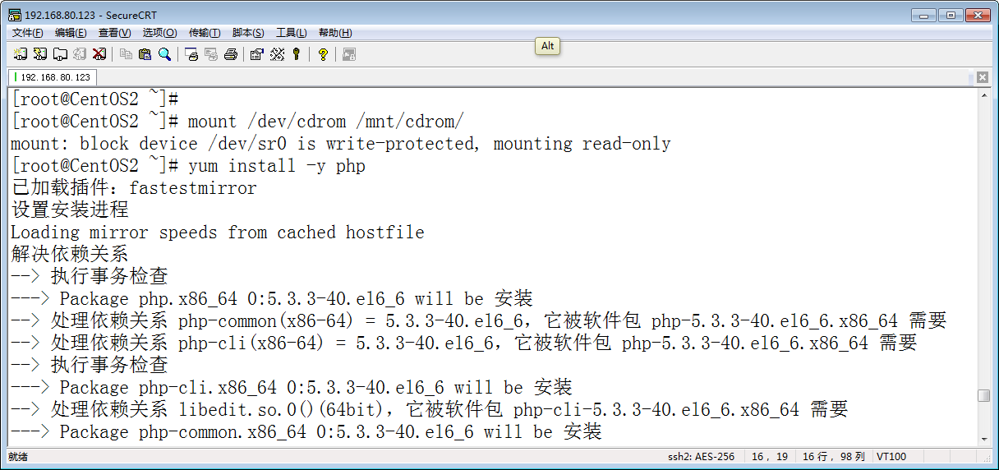 192.168.80.123 - SecureCRT
文件(F) 编辑(E) 查看(V) 选项(O) 传输(T) 脚本(S) 工具(L) 帮助(H)
Alt
192.168.80.123
[root@CentOS2 ~]#
[root@CentOS2 ~]# mount /dev/cdrom /mnt/cdrom/
mount: block device /dev/sr0 is write-protected, mounting read-only
[root@CentOS2 ~]# yum install -y php
已加载插件：fastestmirror
设置安装进程
Loading mirror speeds from cached hostfile
解决依赖关系
--> 执行事务检查
---> Package php.x86_64 0:5.3.3-40.el6_6 will be 安装
--> 处理依赖关系 php-common(x86-64) = 5.3.3-40.el6_6，它被软件包 php-5.3.3-40.el6_6.x86_64 需要
--> 处理依赖关系 php-cli(x86-64) = 5.3.3-40.el6_6，它被软件包 php-5.3.3-40.el6_6.x86_64 需要
--> 执行事务检查
---> Package php-cli.x86_64 0:5.3.3-40.el6_6 will be 安装
--> 处理依赖关系 libedit.so.0()(64bit)，它被软件包 php-cli-5.3.3-40.el6_6.x86_64 需要
---> Package php-common.x86_64 0:5.3.3-40.el6_6 will be 安装
就绪 ssh2: AES-256 16， 19 16 行， 98 列 VT100